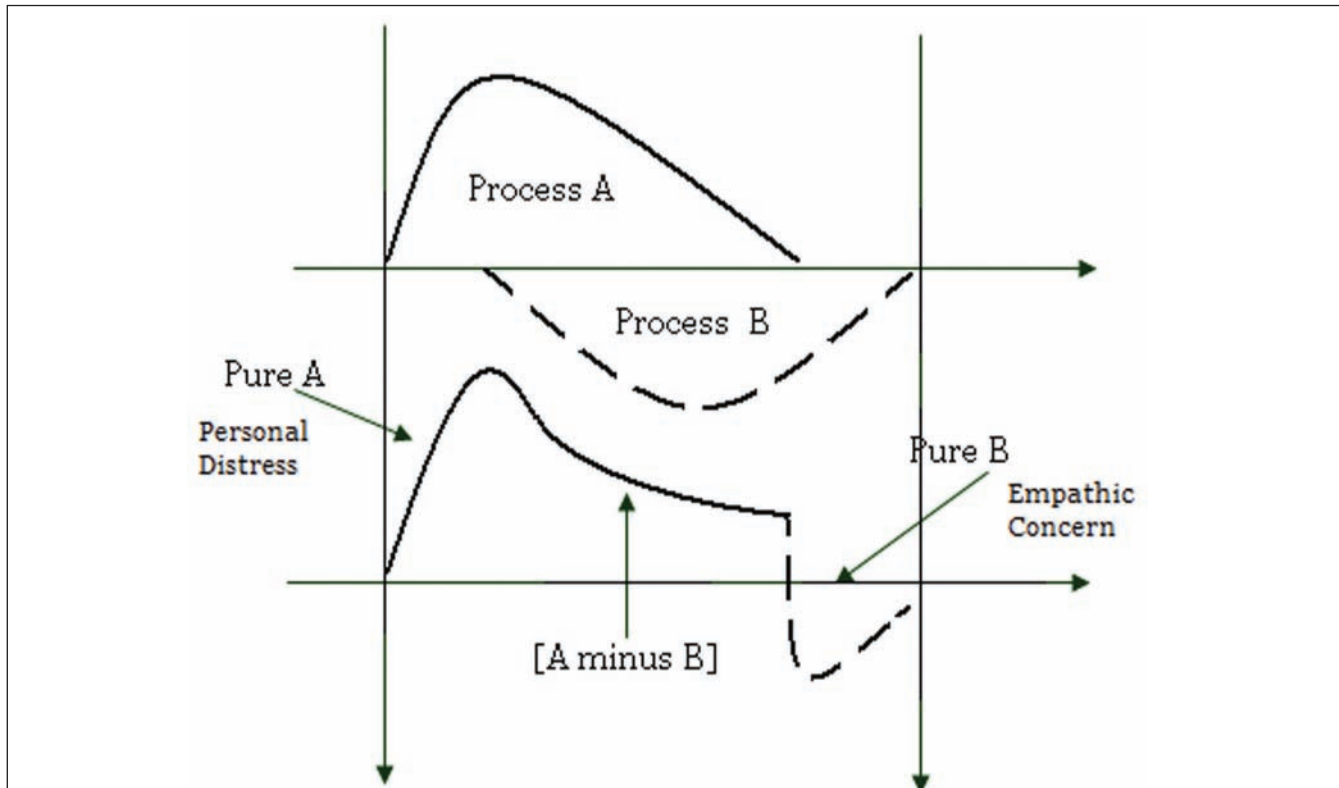 Process A
Process B
Pure A
Personal
Distress
Pure B
Empathic
Concern
[A minus B]